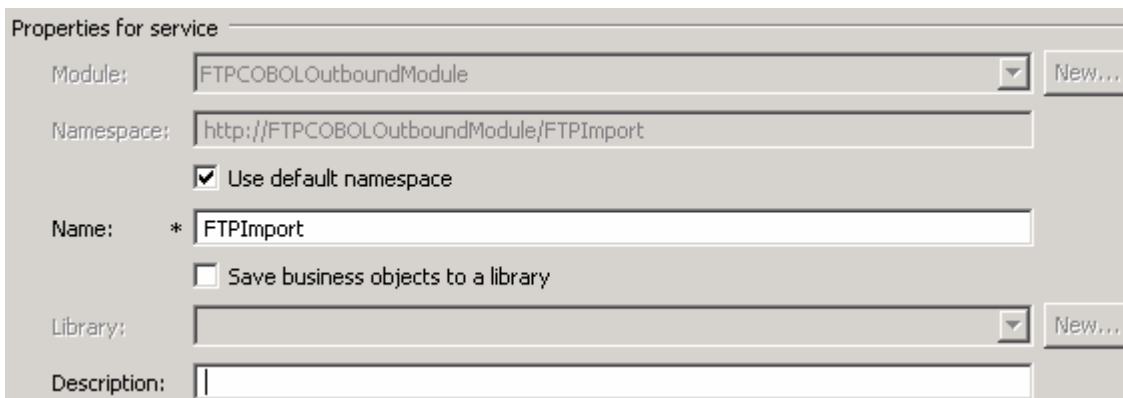 Properties for service
Module: FTPCOBOLOutboundModule New...
Namespace: http://FTPCOBOLOutboundModule/FTPImport
Use default namespace
Name: * FTPImport
Save business objects to a library
Library: New...
Description: